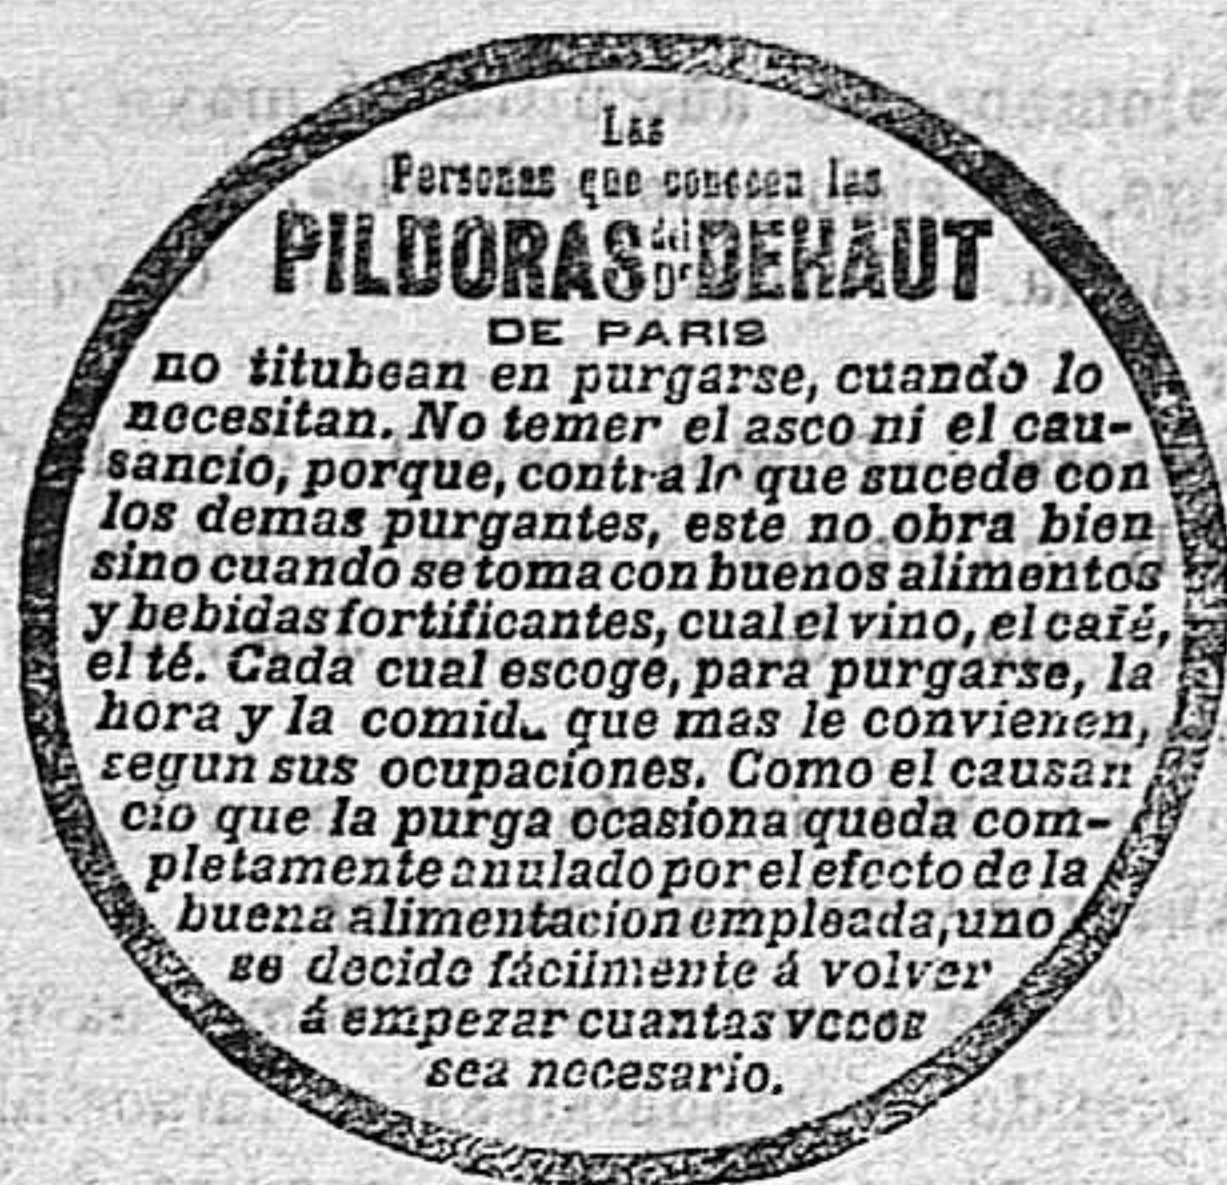 Las
Personas que conocen las
PILDORAS del DR DEHAUT
DE PARIS
no titubean en purgarse, cuando lo
necesitan. No temer el asco ni el cau-
sancio, porque, contra lo que sucede con
los demas purgantes, este no obra bien
sino cuando se toma con buenos alimentos
y bebidas fortificantes, cual el vino, el café,
el té. Cada cual escoge, para purgarse, la
hora y la comida que mas le convienen,
segun sus ocupaciones. Como el causan
cio que la purga ocasiona queda com-
pletamente anulado por el efecto de la
buena alimentacion empleada, uno
se decide fácilmente á volver
á empezar cuantas veces
sea necesario.